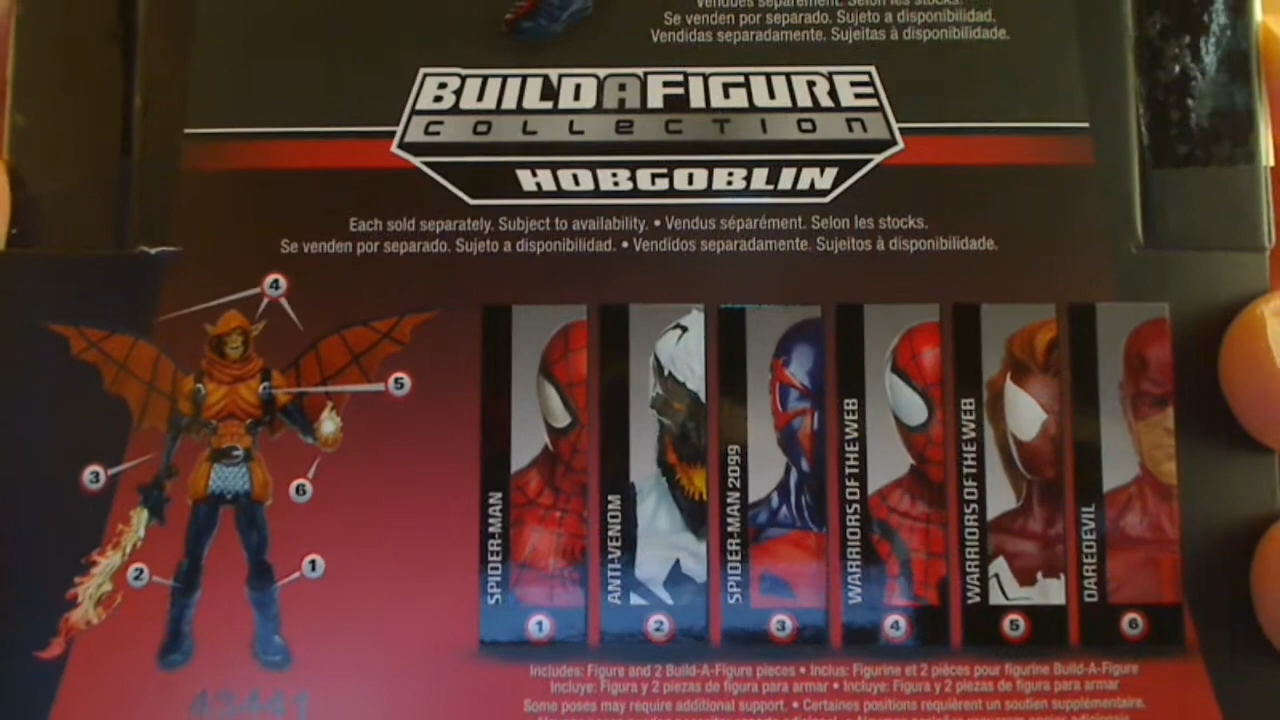 Vendues séparément. Selon les stocks.
Se venden por separado. Sujeto a disponibilidad.
Vendidas separadamente. Sujeitas à disponibilidade.
BUILD A FIGURE
COLLECTION
HOBGOBLIN
Each sold separately. Subject to availability. • Vendus séparément. Selon les stocks.
Se venden por separado. Sujeto a disponibilidad. • Vendidos separadamente. Sujeitos à disponibilidade.
4
5
3
6
2
1
SPIDER-MAN
1
ANTI-VENOM
2
SPIDER-MAN 2099
3
WARRIORS OF THE WEB
4
WARRIORS OF THE WEB
5
DAREDEVIL
6
Includes: Figure and 2 Build-A-Figure pieces • Inclus: Figurine et 2 pièces pour figurine Build-A-Figure
Incluye: Figura y 2 piezas de figura para armar • Incluye: Figura y 2 piezas de figura para armar
Some poses may require additional support. • Certaines positions requièrent un soutien supplémentaire.